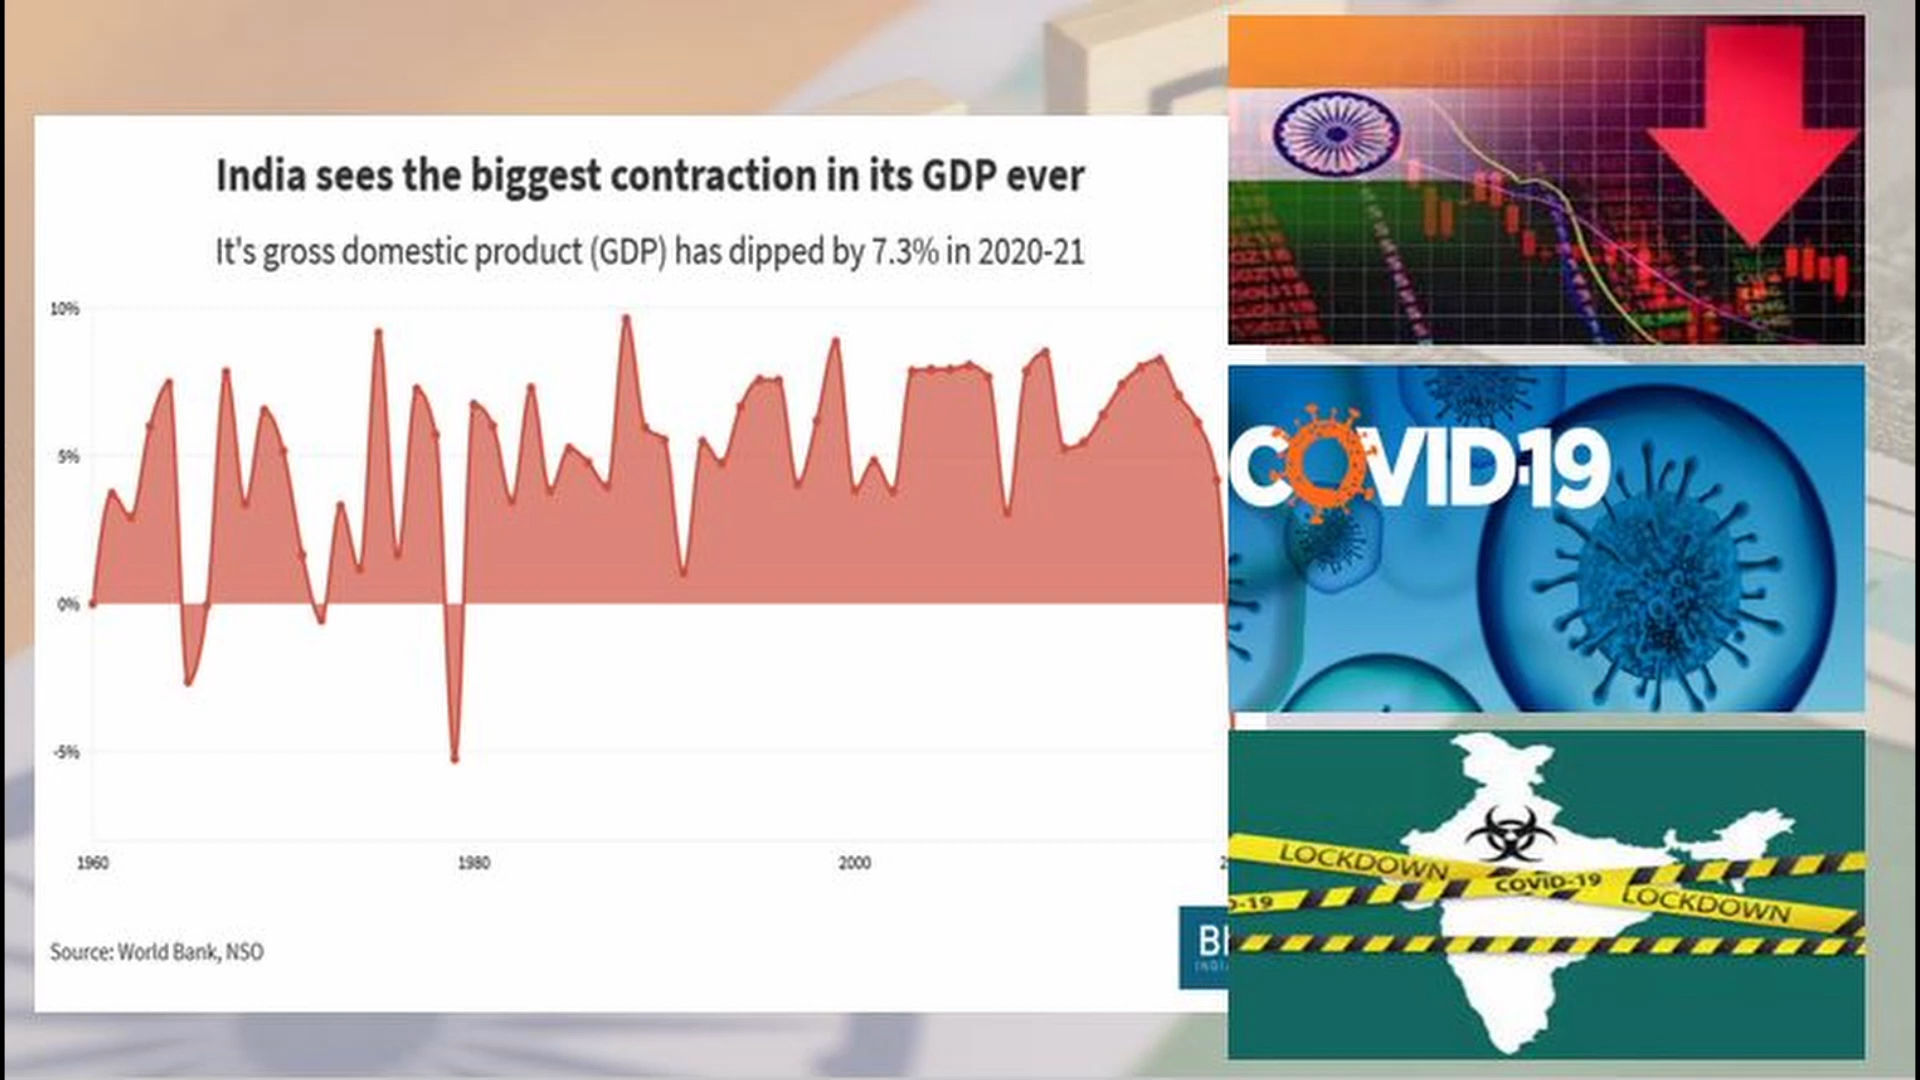 India sees the biggest contraction in its GDP ever
It's gross domestic product (GDP) has dipped by 7.3% in 2020-21
10%
5%
0%
-5%
1960
1980
2000
Source: World Bank, NSO
COVID-19
LOCKDOWN
COVID-19
LOCKDOWN
-19